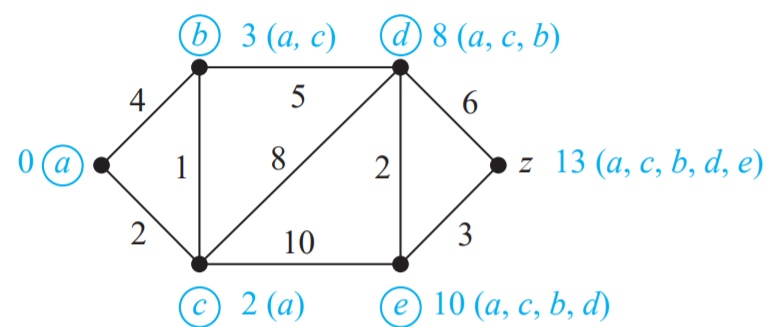 b 3 (a, c)
d 8 (a, c, b)
4
5
6
0 a
1
8
2
z 13 (a, c, b, d, e)
2
10
3
c 2 (a)
e 10 (a, c, b, d)